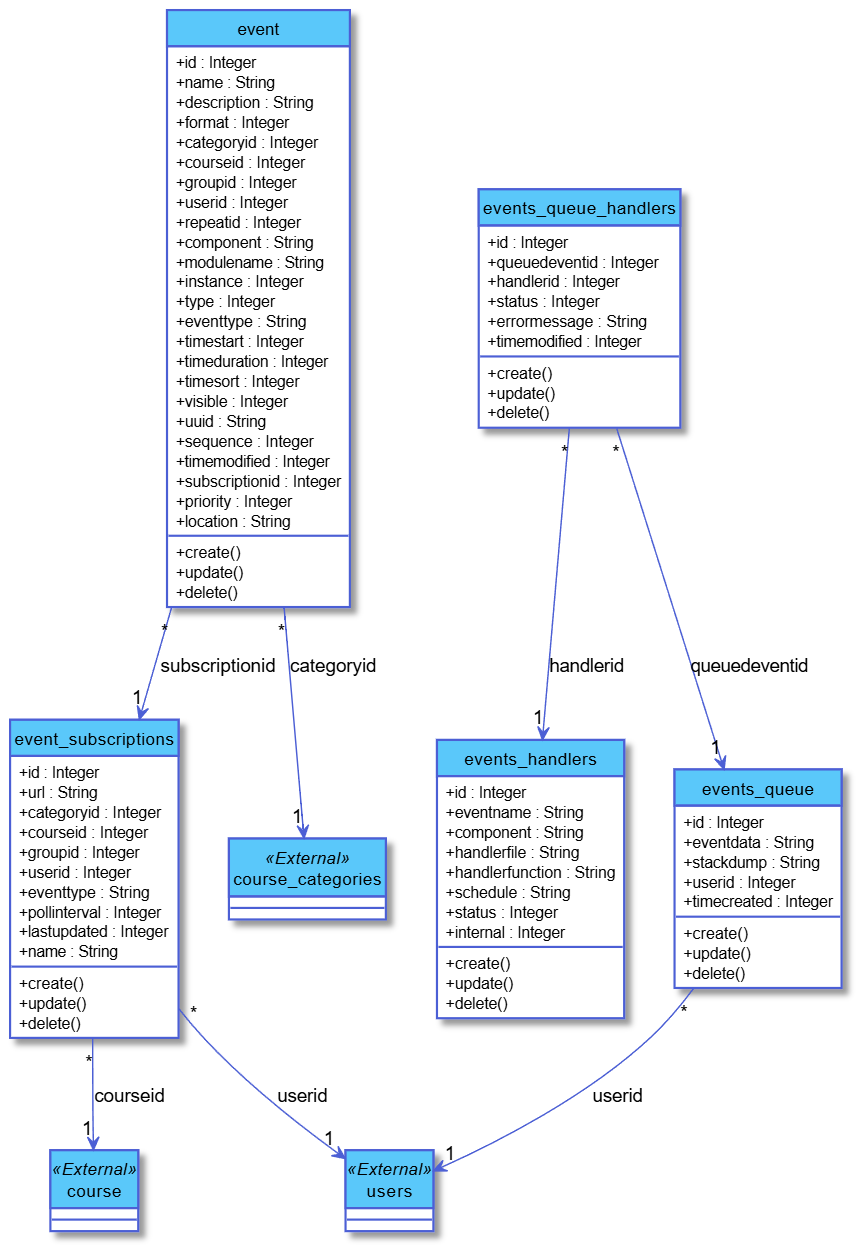 event
+id : Integer
+name : String
+description : String
+format : Integer
+categoryid : Integer
+courseid : Integer
+groupid : Integer
+userid : Integer
+repeatid : Integer
+component : String
+modulename : String
+instance : Integer
+type : Integer
+eventtype : String
+timestart : Integer
+timeduration : Integer
+timesort : Integer
+visible : Integer
+uuid : String
+sequence : Integer
+timemodified : Integer
+subscriptionid : Integer
+priority : Integer
+location : String
+create()
+update()
+delete()
events_queue_handlers
+id : Integer
+queuedeventid : Integer
+handlerid : Integer
+status : Integer
+errormessage : String
+timemodified : Integer
+create()
+update()
+delete()
*
subscriptionid
1
*
categoryid
1
*
handlerid
1
*
queuedeventid
1
event_subscriptions
+id : Integer
+url : String
+categoryid : Integer
+courseid : Integer
+groupid : Integer
+userid : Integer
+eventtype : String
+pollinterval : Integer
+lastupdated : Integer
+name : String
+create()
+update()
+delete()
«External»
course_categories
events_handlers
+id : Integer
+eventname : String
+component : String
+handlerfile : String
+handlerfunction : String
+schedule : String
+status : Integer
+internal : Integer
+create()
+update()
+delete()
events_queue
+id : Integer
+eventdata : String
+stackdump : String
+userid : Integer
+timecreated : Integer
+create()
+update()
+delete()
*
courseid
1
*
userid
1
*
userid
1
«External»
course
«External»
users